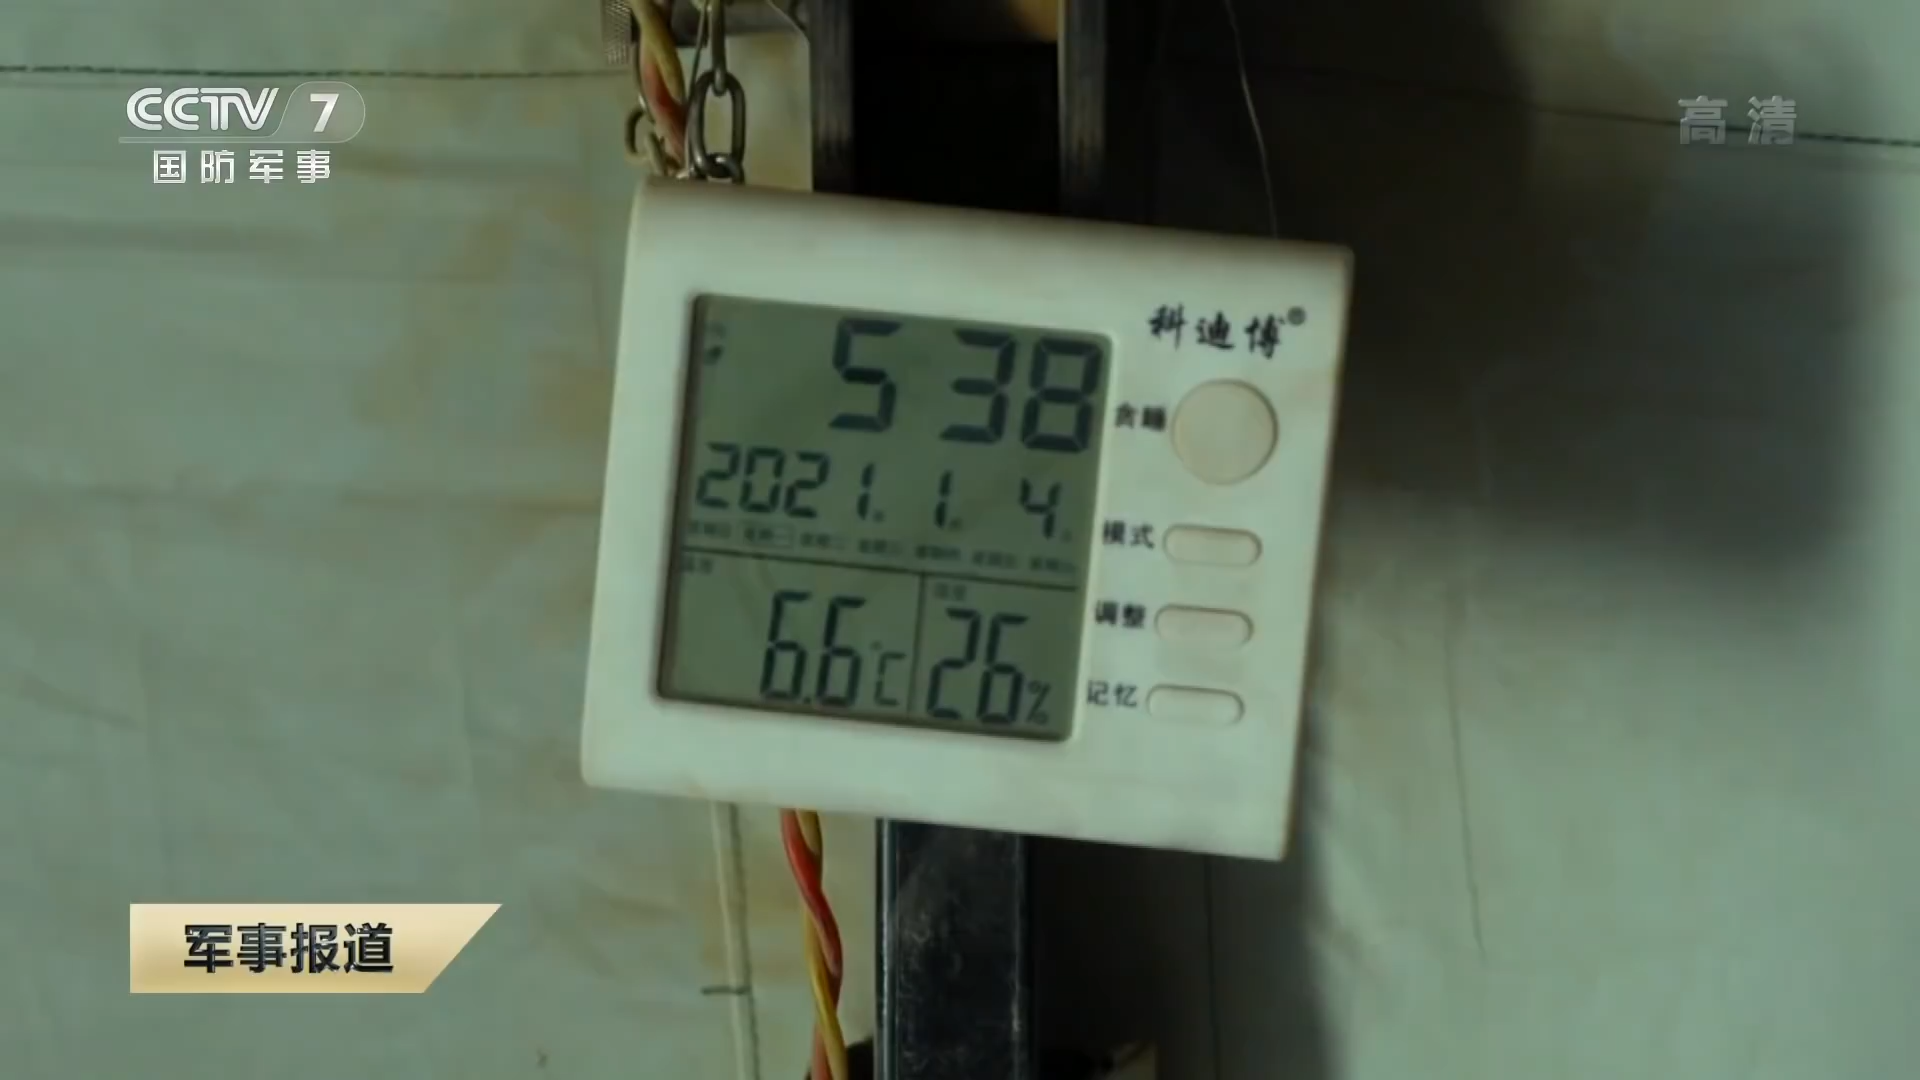 CCTV 7
国防军事
高清
科迪博®
5 38
贪睡
2021. 1. 4
模式
6.6℃ 26%
调整
记忆
军事报道